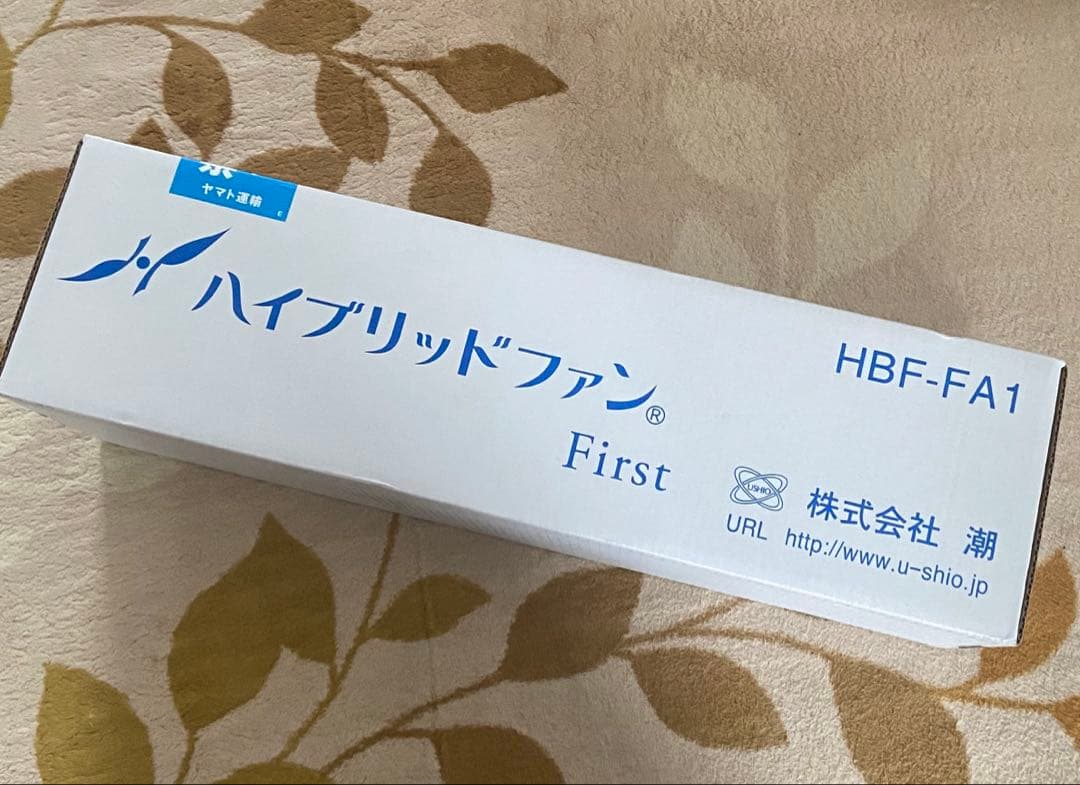 ヤマト運輸
ハイブリッドファン®
First
HBF-FA1
USHIO
株式会社 潮
URL http://www.u-shio.jp